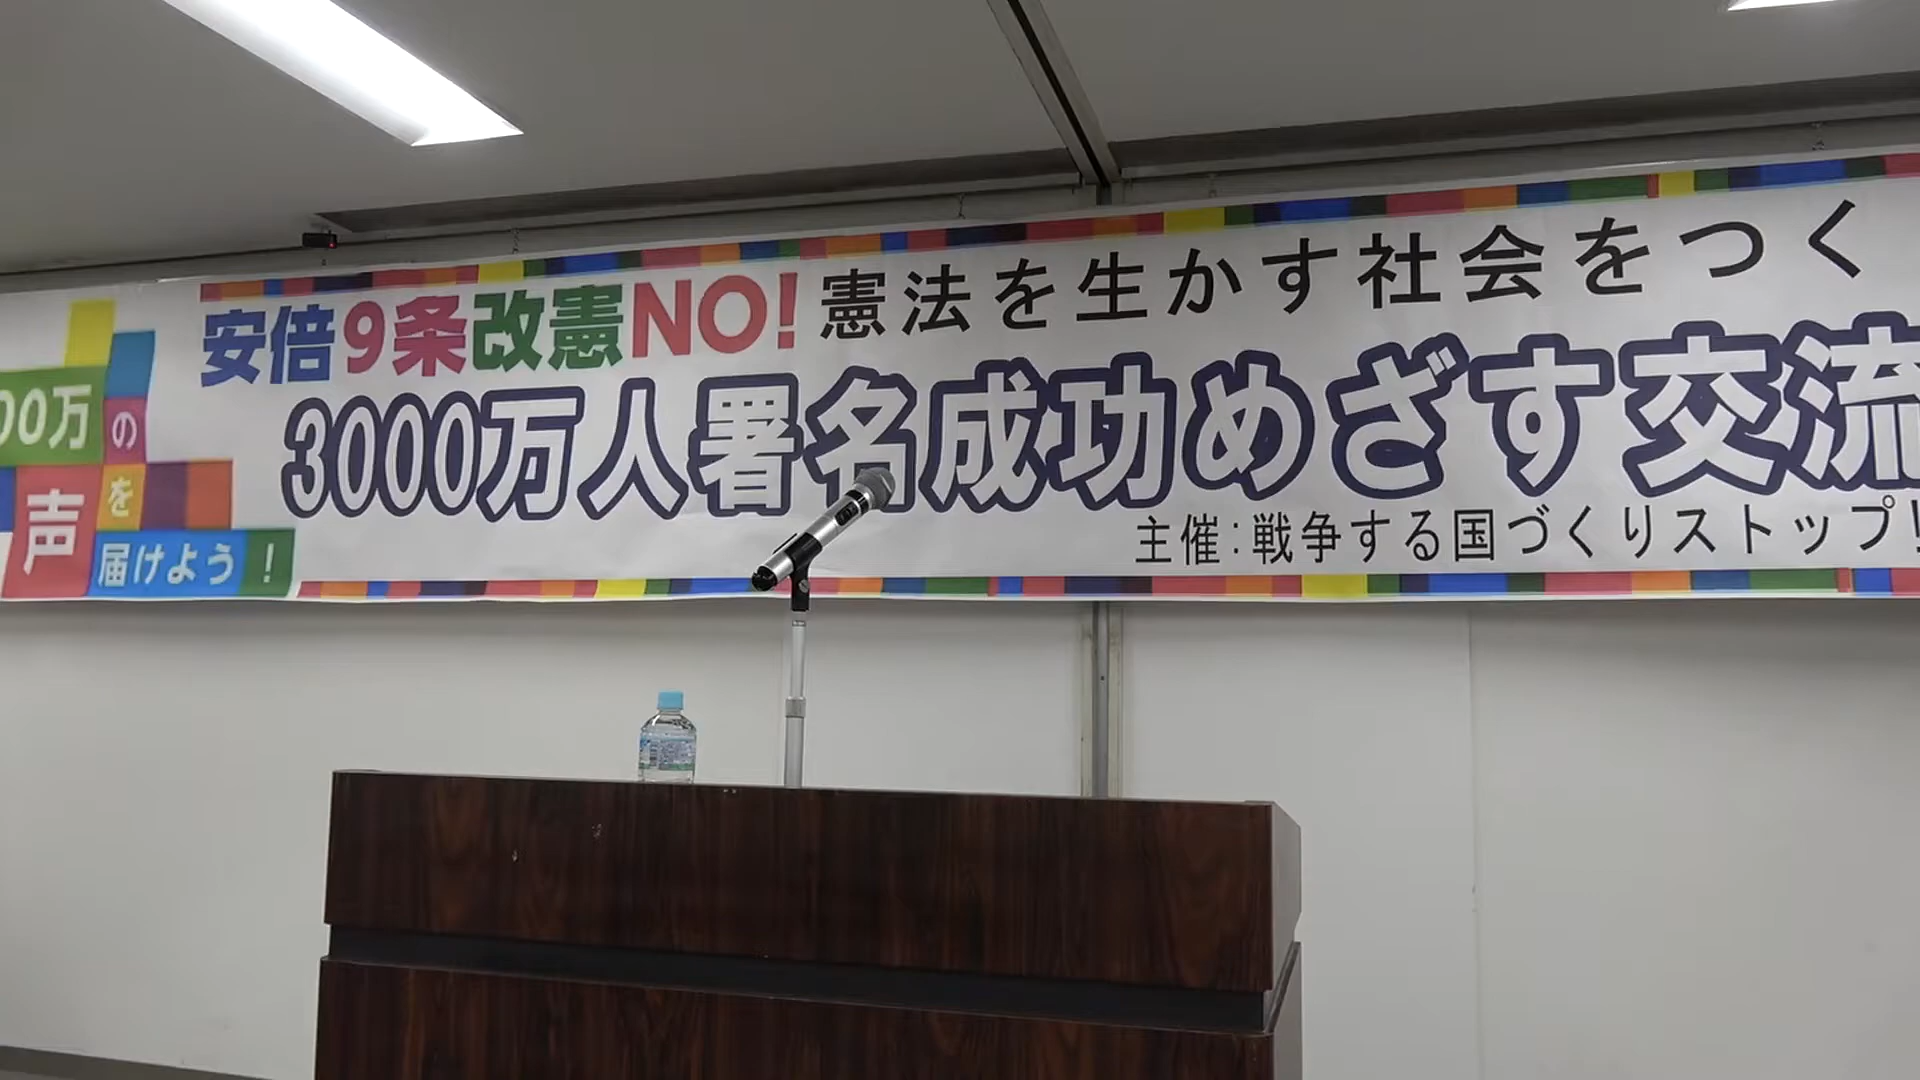 00万の
声を
届けよう!
安倍9条改憲NO! 憲法を生かす社会をつく
3000万人署名成功めざす交流
主催:戦争する国づくりストップ!